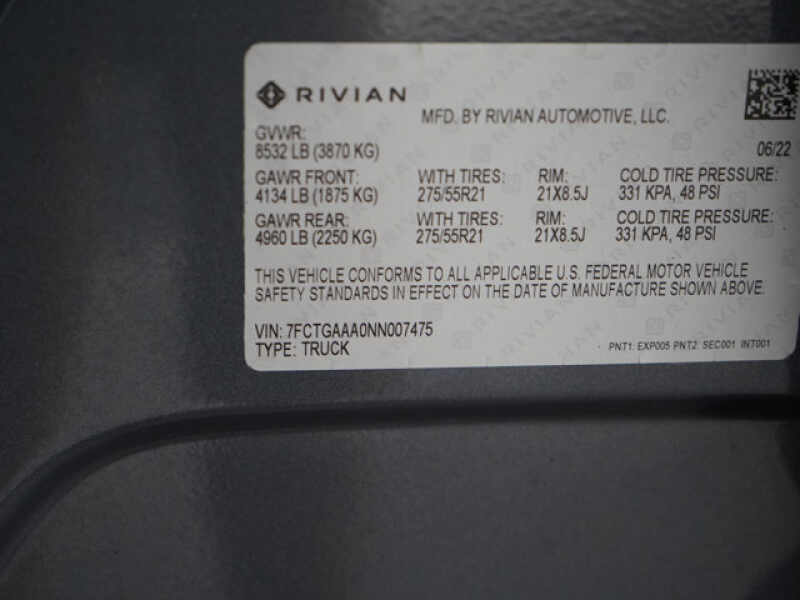 RIVIAN
MFD. BY RIVIAN AUTOMOTIVE, LLC.
GVWR:
8532 LB (3870 KG) 06/22
GAWR FRONT: WITH TIRES: RIM: COLD TIRE PRESSURE:
4134 LB (1875 KG) 275/55R21 21X8.5J 331 KPA, 48 PSI
GAWR REAR: WITH TIRES: RIM: COLD TIRE PRESSURE:
4960 LB (2250 KG) 275/55R21 21X8.5J 331 KPA, 48 PSI
THIS VEHICLE CONFORMS TO ALL APPLICABLE U.S. FEDERAL MOTOR VEHICLE
SAFETY STANDARDS IN EFFECT ON THE DATE OF MANUFACTURE SHOWN ABOVE.
VIN: 7FCTGAAA0NN007475
TYPE: TRUCK PNT1: EXP005 PNT2: SEC001 INT001